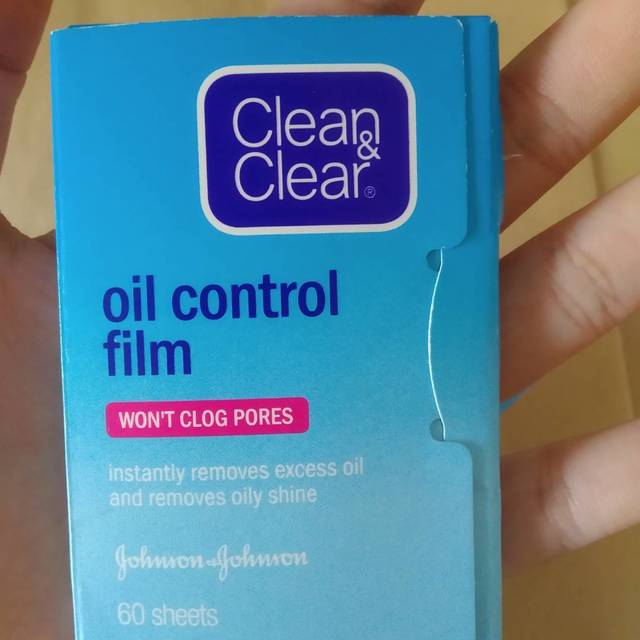 Clean
&
Clear®
oil control
film
WON'T CLOG PORES
instantly removes excess oil
and removes oily shine
Johnson & Johnson
60 sheets